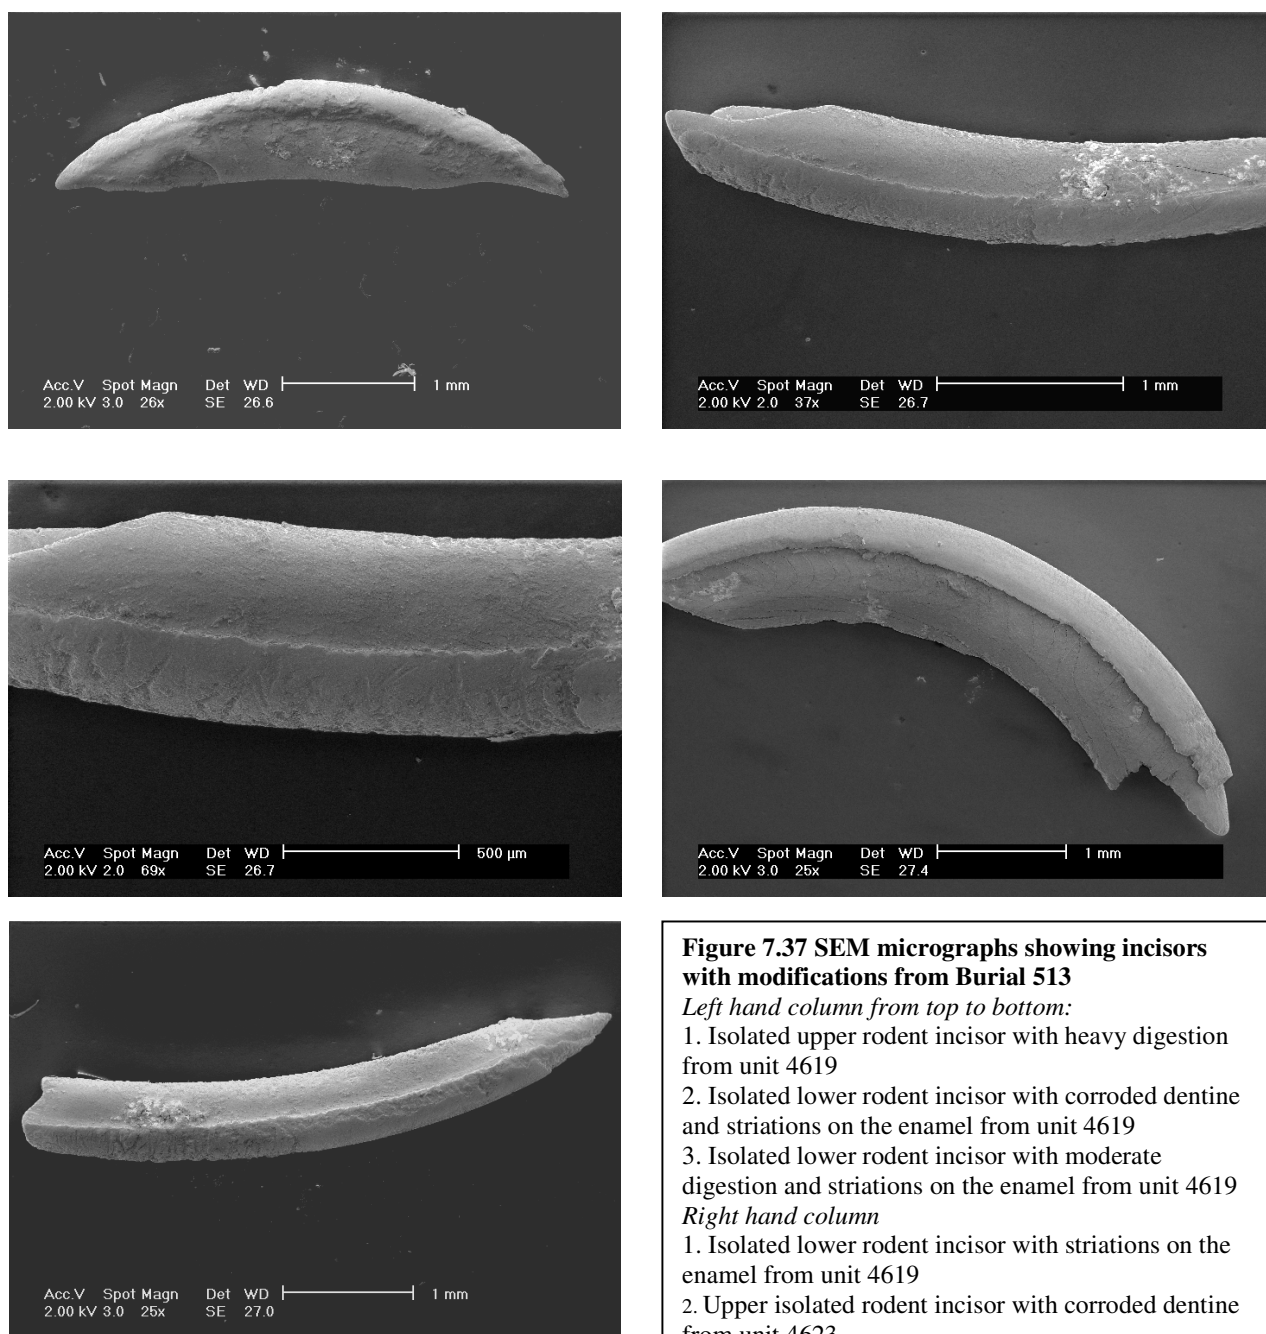 Acc.V Spot Magn Det WD 1 mm
2.00 kV 3.0 26x SE 26.6
Acc.V Spot Magn Det WD 1 mm
2.00 kV 2.0 37x SE 26.7
Acc.V Spot Magn Det WD 500 µm
2.00 kV 2.0 69x SE 26.7
Acc.V Spot Magn Det WD 1 mm
2.00 kV 3.0 25x SE 27.4
Acc.V Spot Magn Det WD 1 mm
2.00 kV 3.0 25x SE 27.0
Figure 7.37 SEM micrographs showing incisors
with modifications from Burial 513
Left hand column from top to bottom:
1. Isolated upper rodent incisor with heavy digestion
from unit 4619
2. Isolated lower rodent incisor with corroded dentine
and striations on the enamel from unit 4619
3. Isolated lower rodent incisor with moderate
digestion and striations on the enamel from unit 4619
Right hand column
1. Isolated lower rodent incisor with striations on the
enamel from unit 4619
2. Upper isolated rodent incisor with corroded dentine
from unit 4623